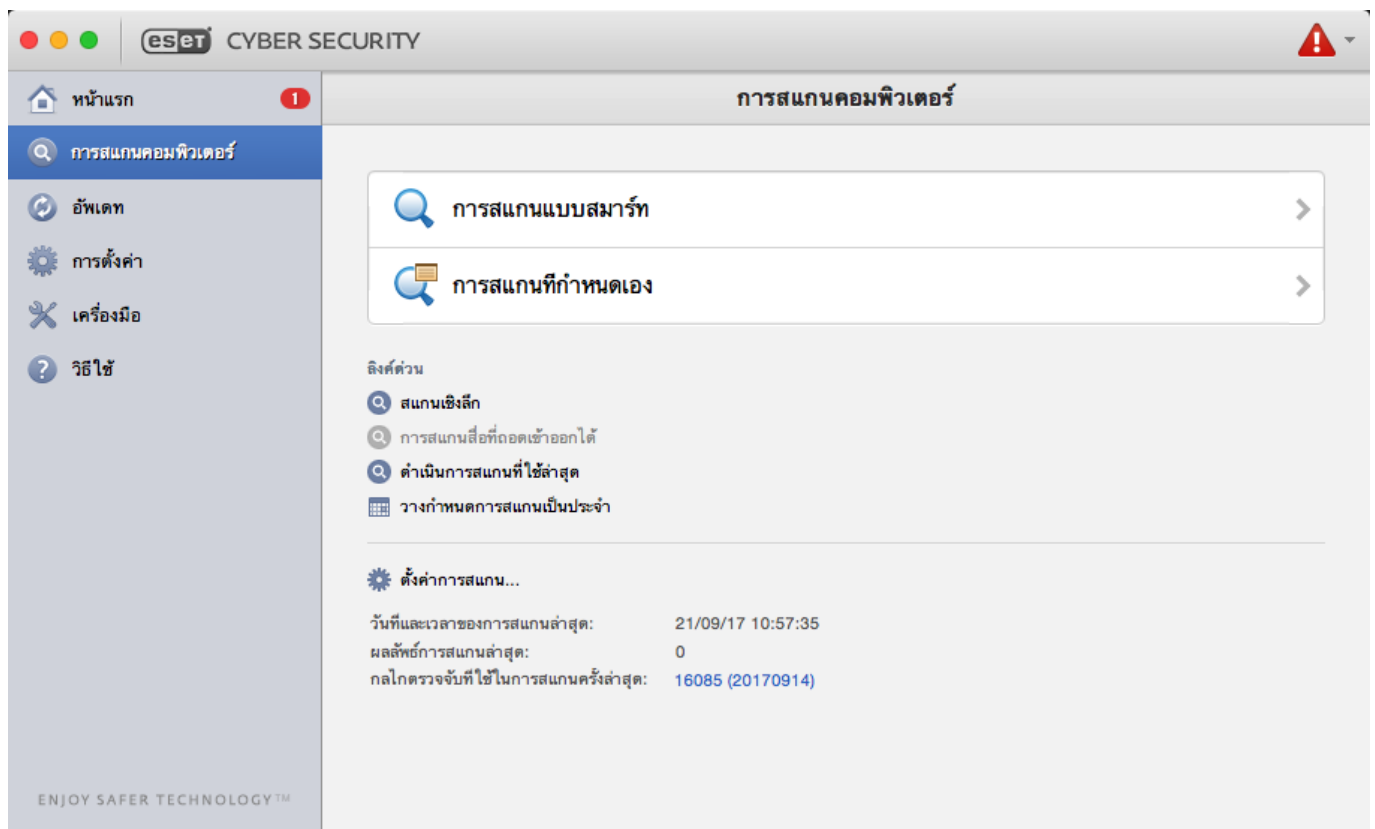 eset CYBER SECURITY
หน้าแรก 1
การสแกนคอมพิวเตอร์
การสแกนคอมพิวเตอร์
อัพเดท
การตั้งค่า
เครื่องมือ
วิธีใช้
การสแกนแบบสมาร์ท
การสแกนที่กำหนดเอง
ลิงค์ด่วน
สแกนเชิงลึก
การสแกนสื่อที่ถอดเข้าออกได้
ดำเนินการสแกนที่ใช้ล่าสุด
วางกำหนดการสแกนเป็นประจำ
ตั้งค่าการสแกน...
วันที่และเวลาของการสแกนล่าสุด: 21/09/17 10:57:35
ผลลัพธ์การสแกนล่าสุด: 0
กลไกตรวจจับที่ใช้ในการสแกนครั้งล่าสุด: 16085 (20170914)
ENJOY SAFER TECHNOLOGY™